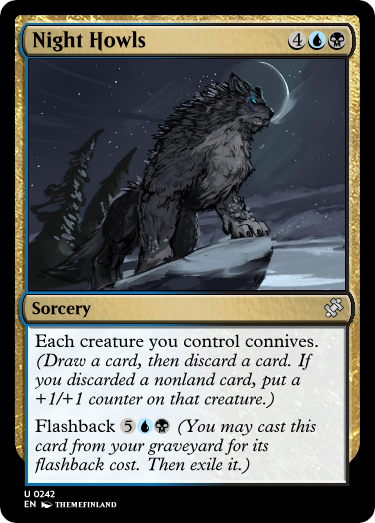 Night Howls
4
Sorcery
Each creature you control connives.
(Draw a card, then discard a card. If
you discarded a nonland card, put a
+1/+1 counter on that creature.)
Flashback 5 (You may cast this
card from your graveyard for its
flashback cost. Then exile it.)
U 0242
EN THEMEFINLAND